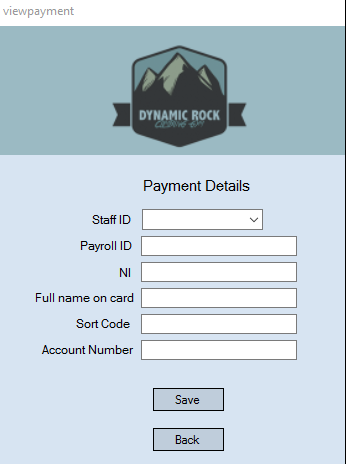 viewpayment
DYNAMIC ROCK
Payment Details
Staff ID
Payroll ID
NI
Full name on card
Sort Code
Account Number
Save
Back